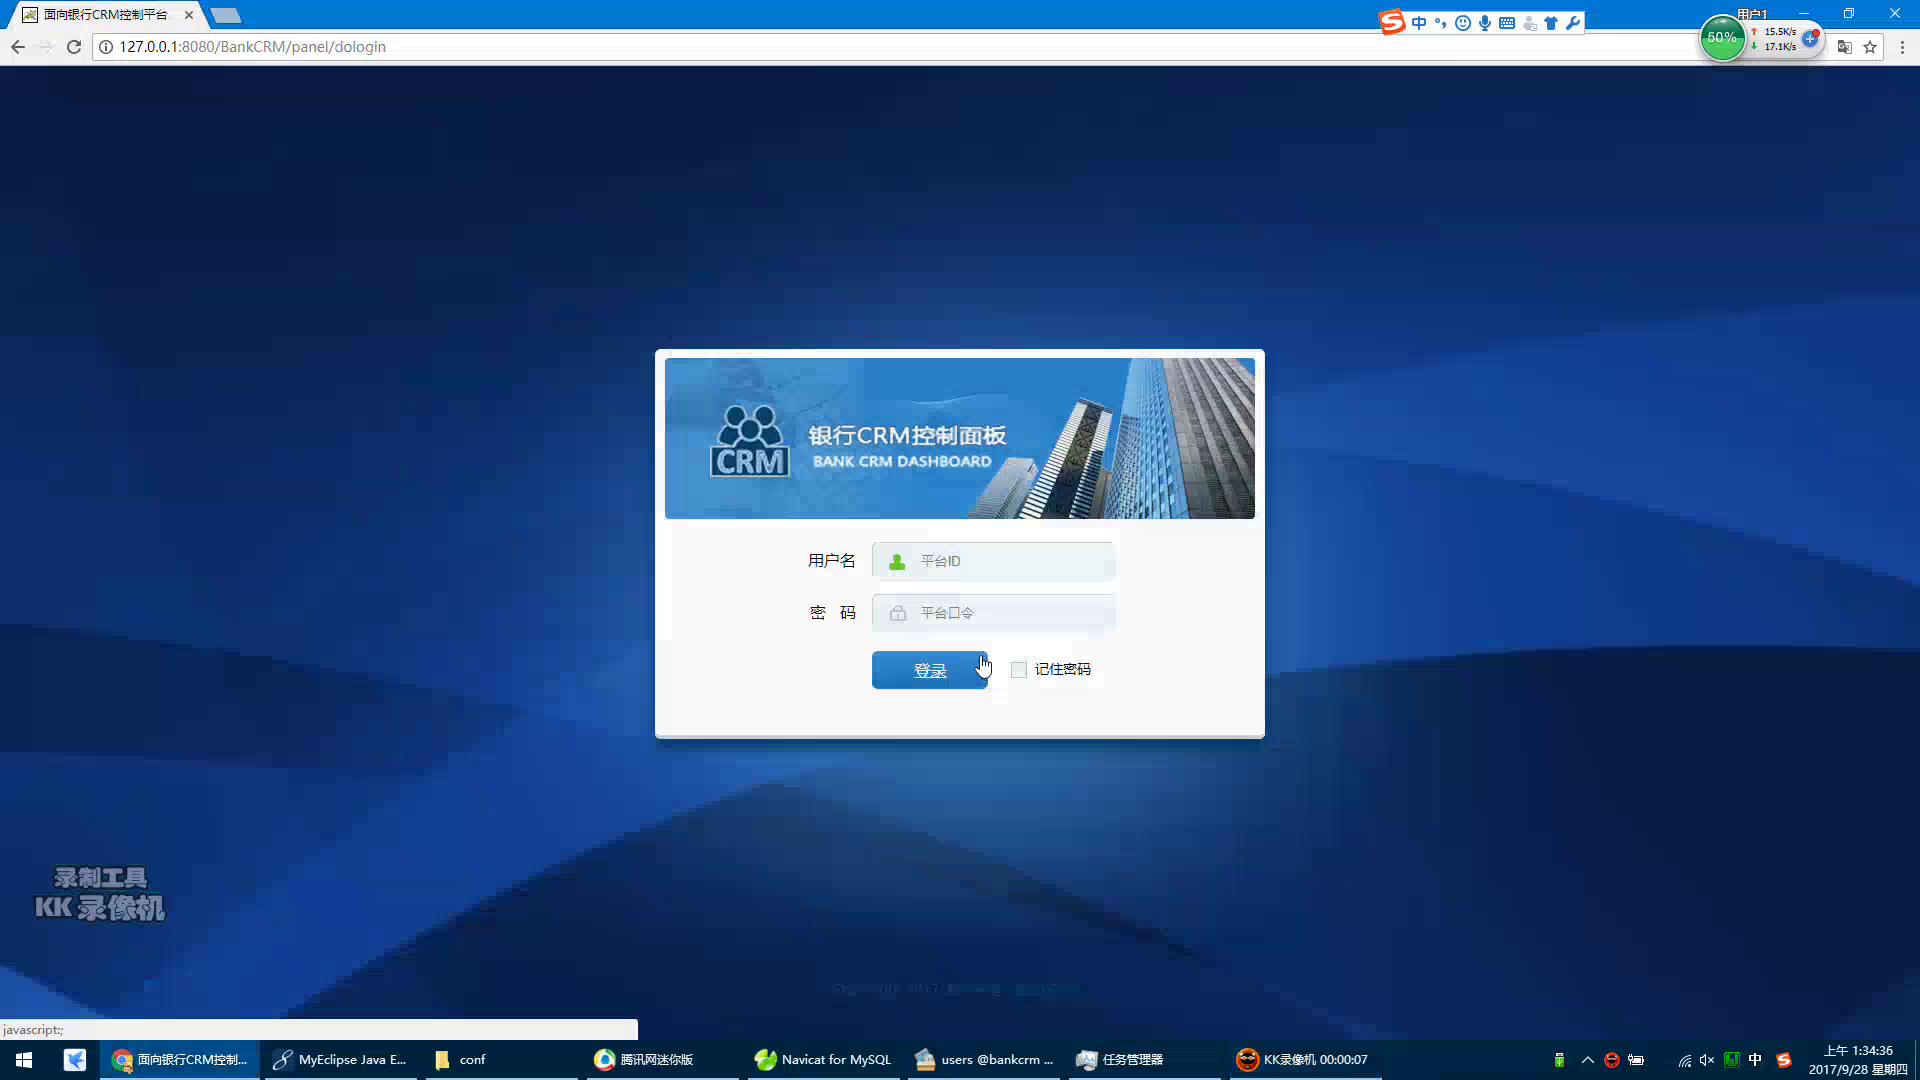 面向银行CRM控制平台
用户1
中
50%
15.5K/s
17.1K/s
127.0.0.1:8080/BankCRM/panel/dologin
CRM
银行CRM控制面板
BANK CRM DASHBOARD
用户名
平台ID
密 码
平台口令
登录
记住密码
录制工具
KK 录像机
javascript:;
面向银行CRM控制...
MyEclipse Java E...
conf
腾讯网迷你版
Navicat for MySQL
users @bankcrm ...
任务管理器
KK录像机 00:00:07
中
上午 1:34:36
2017/9/28 星期四